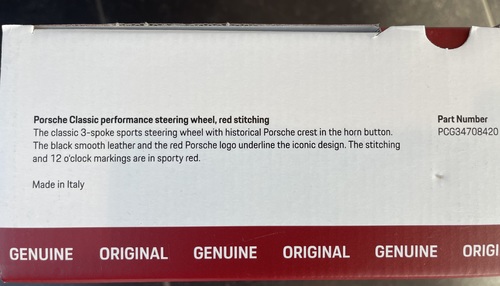 Porsche Classic performance steering wheel, red stitching
The classic 3-spoke sports steering wheel with historical Porsche crest in the horn button.
The black smooth leather and the red Porsche logo underline the iconic design. The stitching
and 12 o'clock markings are in sporty red.
Made in Italy
Part Number
PCG34708420
GENUINE ORIGINAL GENUINE ORIGINAL GENUINE ORIGI